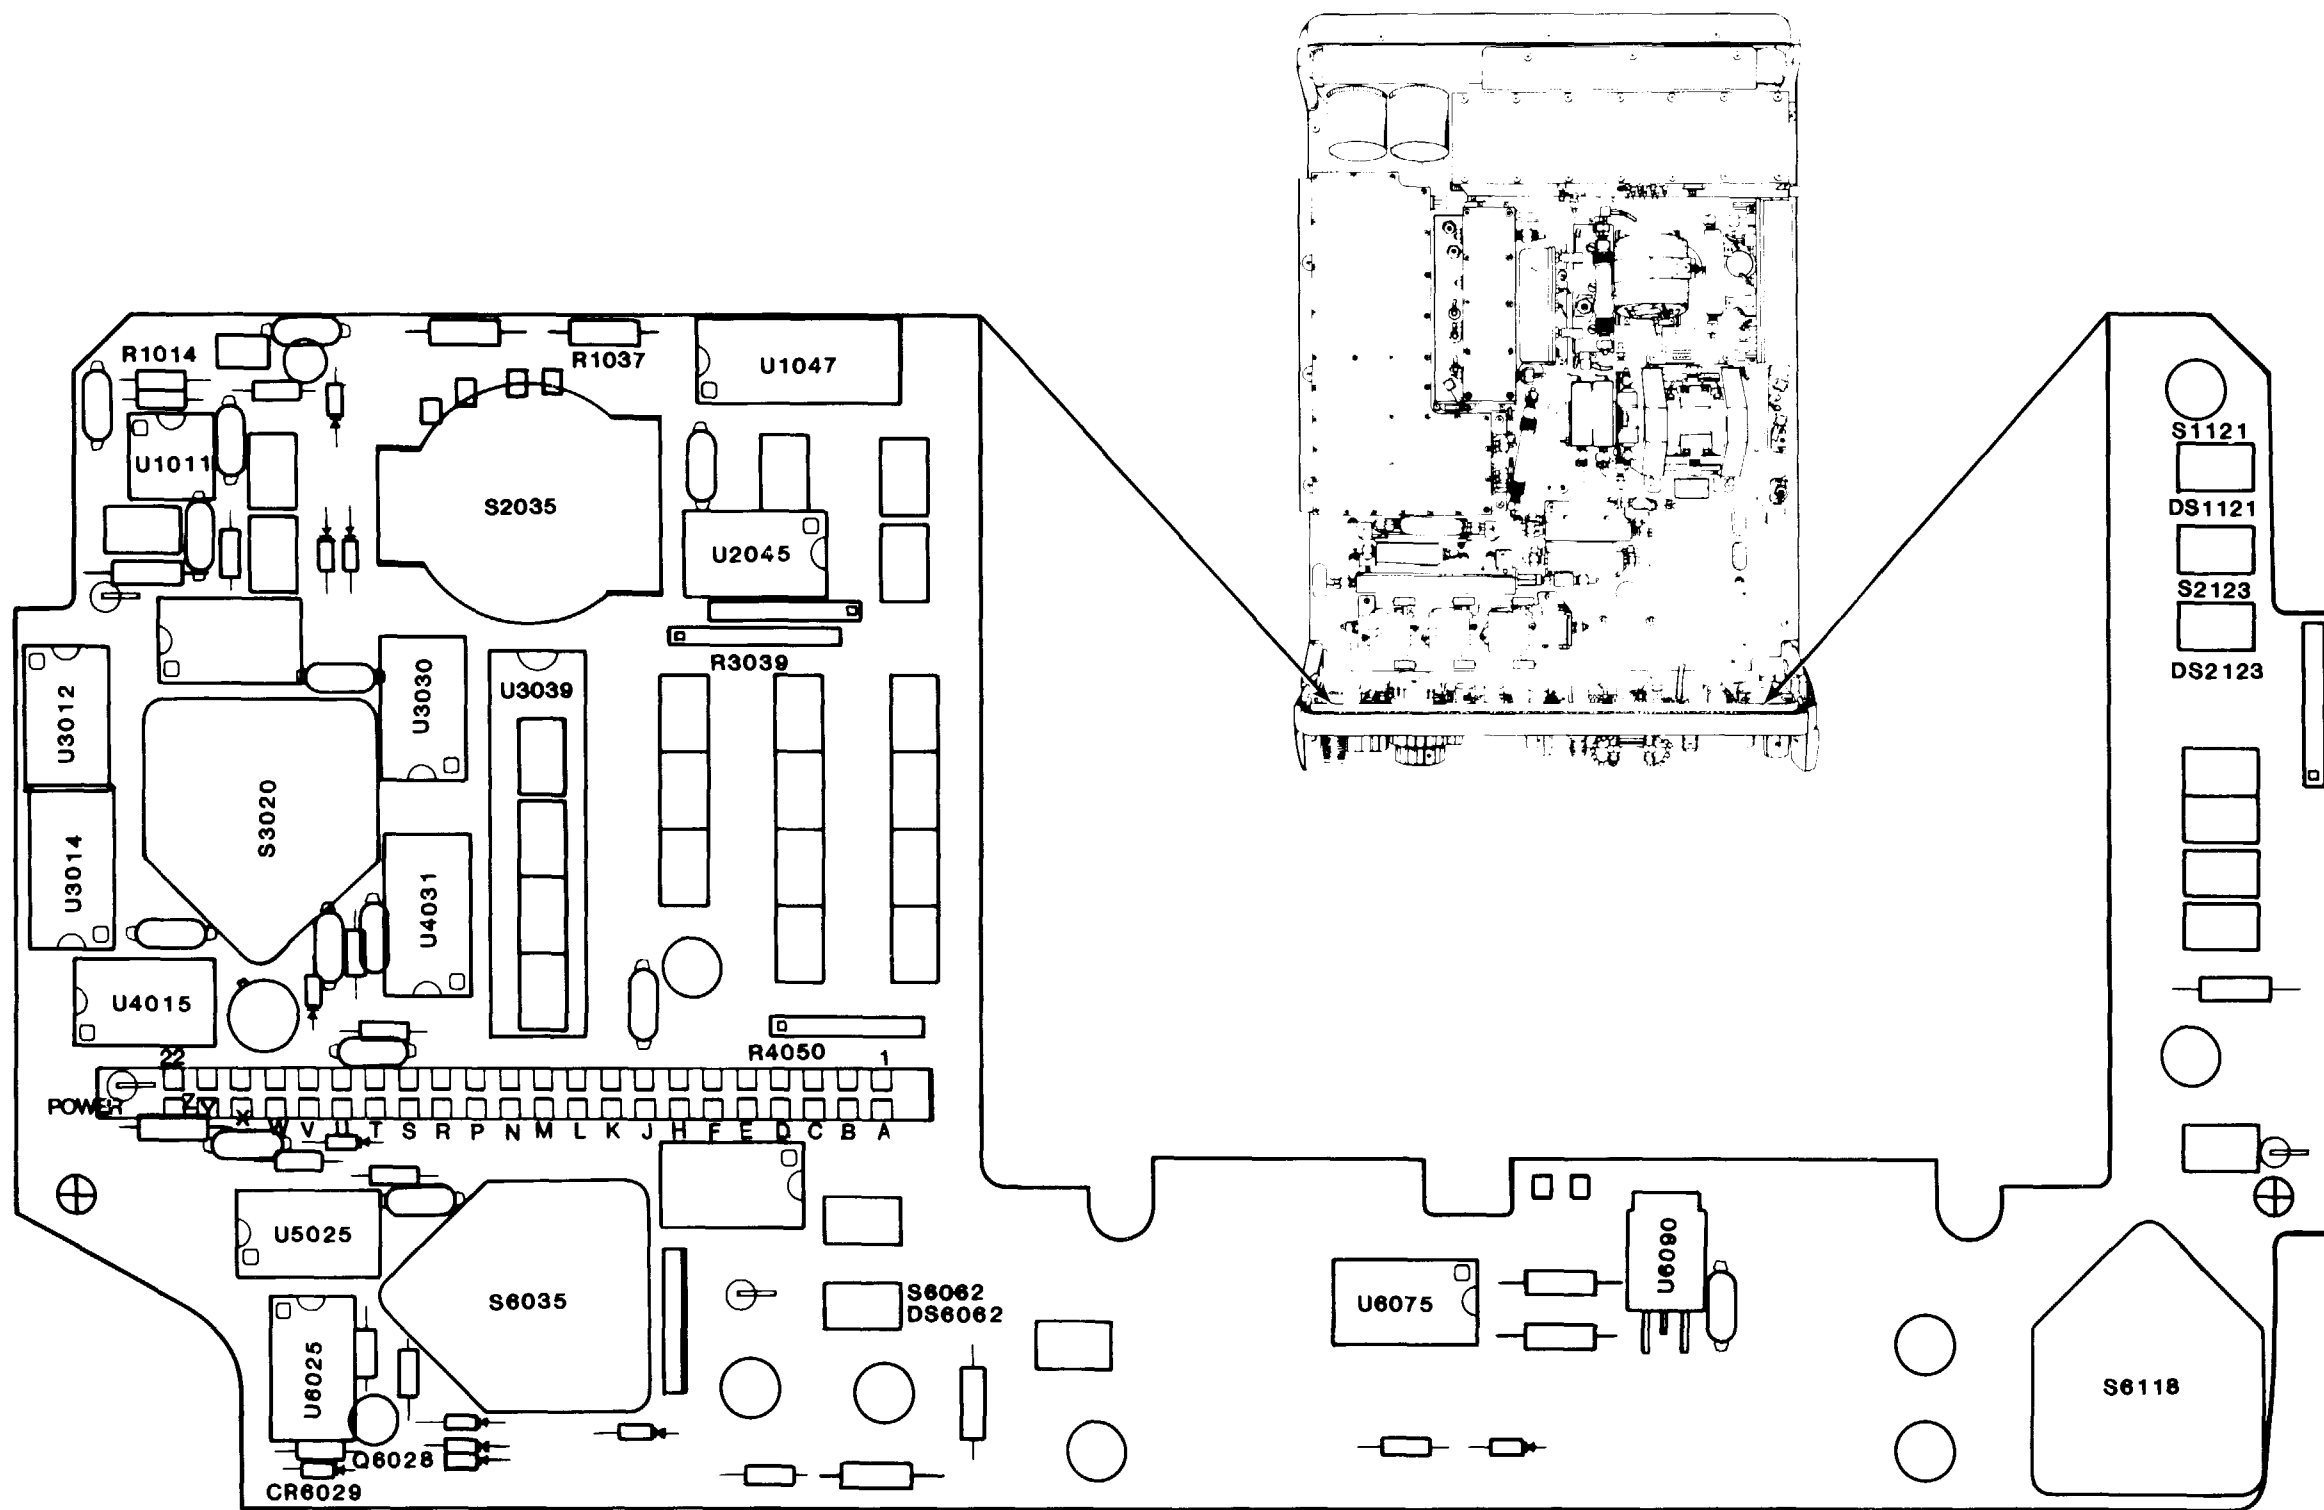 R1014
R1037
U1047
S1121
U1011
S2035
DS1121
U2045
S2123
R3039
DS2123
U3012
U3030
U3039
S3020
U3014
U4031
U4015
R4050
22
1
POWER
Z Y X W V U T S R P N M L K J H F E D C B A
U5025
S6035
S6062
DS6062
U6075
U6090
U6025
S6118
Q6028
CR6029